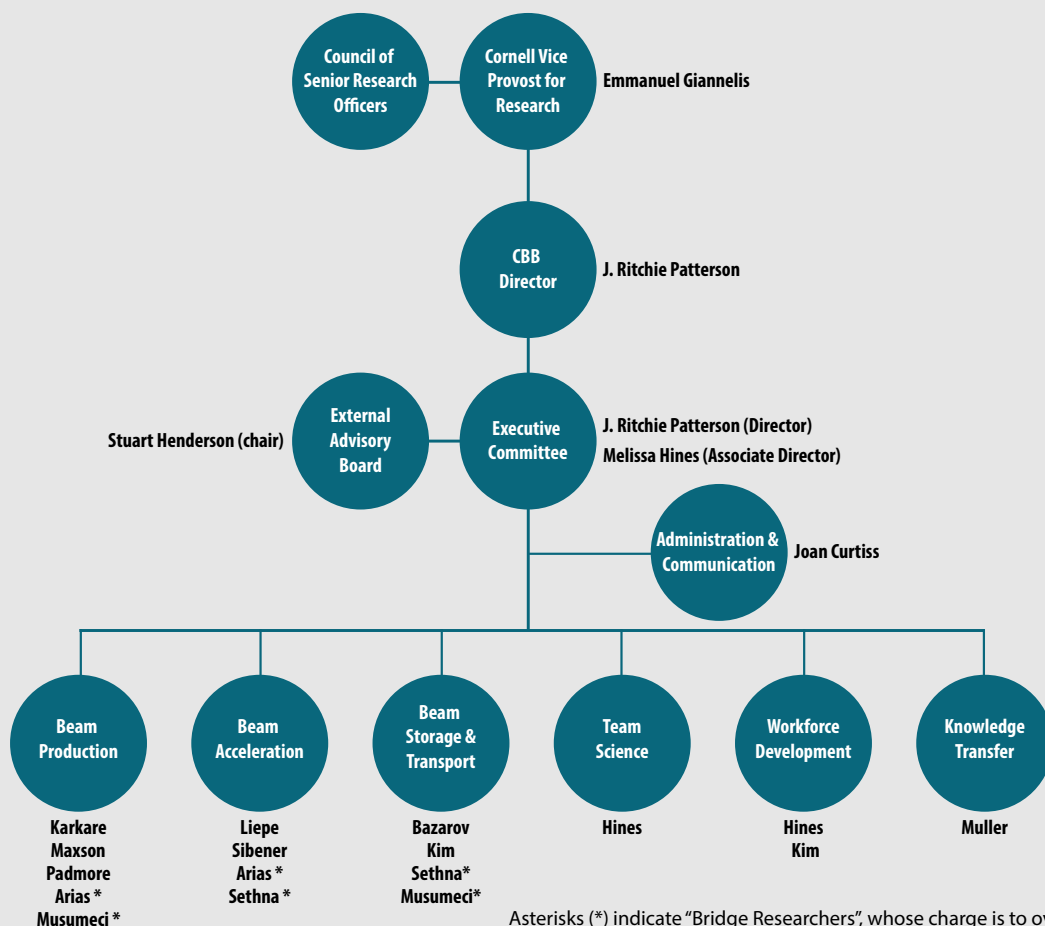 Council of
Senior Research
Officers
Cornell Vice
Provost for
Research
Emmanuel Giannelis
CBB
Director
J. Ritchie Patterson
Stuart Henderson (chair)
External
Advisory
Board
Executive
Committee
J. Ritchie Patterson (Director)
Melissa Hines (Associate Director)
Administration &
Communication
Joan Curtiss
Beam
Production
Karkare
Maxson
Padmore
Arias *
Musumeci *
Beam
Acceleration
Liepe
Sibener
Arias *
Sethna *
Beam
Storage &
Transport
Bazarov
Kim
Sethna*
Musumeci*
Team
Science
Hines
Workforce
Development
Hines
Kim
Knowledge
Transfer
Muller
Asterisks (*) indicate “Bridge Researchers”, whose charge is to